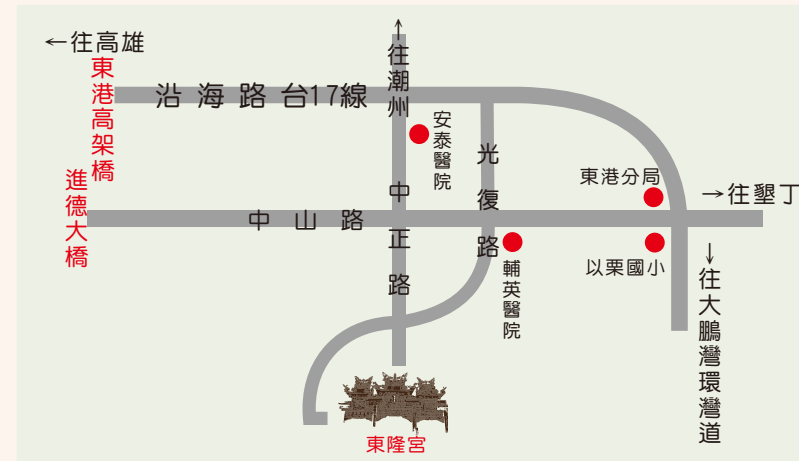 ←往高雄
東港高架橋
沿海路台17線
↑往潮州
安泰醫院
光復路
進德大橋
中山路
中正路
東港分局
→往墾丁
輔英醫院
以栗國小
↓往大鵬灣環灣道
東隆宮